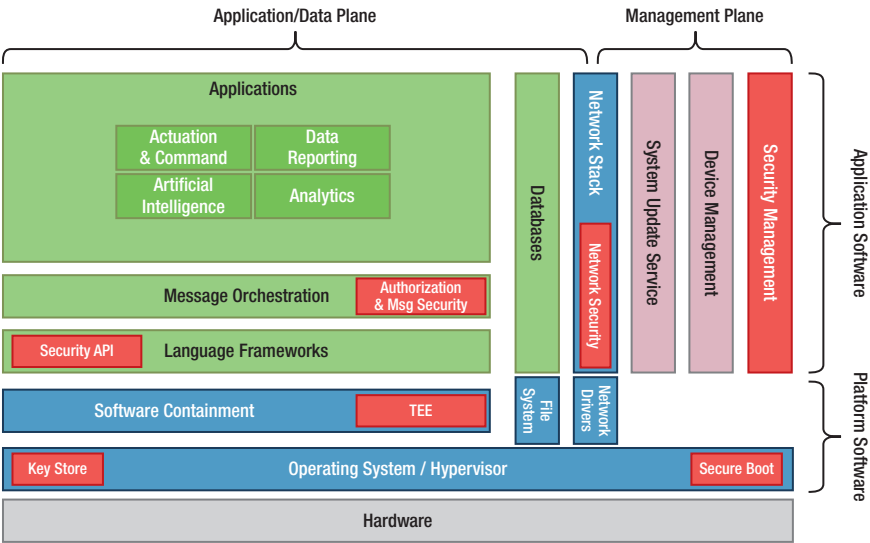 Application/Data Plane
Management Plane
Applications
Actuation
& Command
Data
Reporting
Artificial
Intelligence
Analytics
Message Orchestration
Authorization
& Msg Security
Security API
Language Frameworks
Databases
Network Stack
Network Security
System Update Service
Device Management
Security Management
Application Software
Software Containment
TEE
File
System
Network
Drivers
Platform Software
Key Store
Operating System / Hypervisor
Secure Boot
Hardware